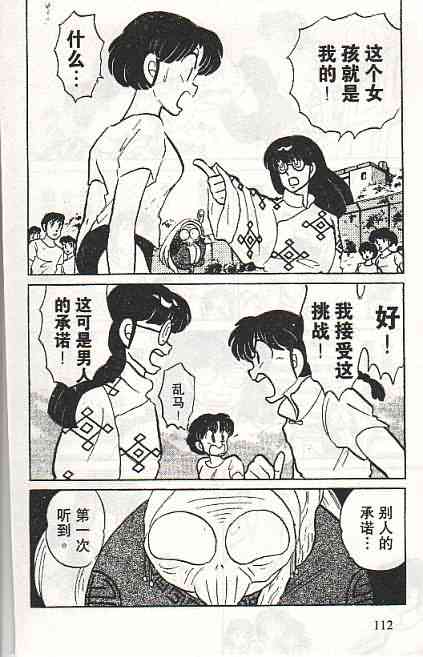 这个女
孩就是
我的！
什么…
好！
我接受这
挑战！
这可是男人
的承诺！
乱马！
别人的
承诺…
第一次
听到。
112